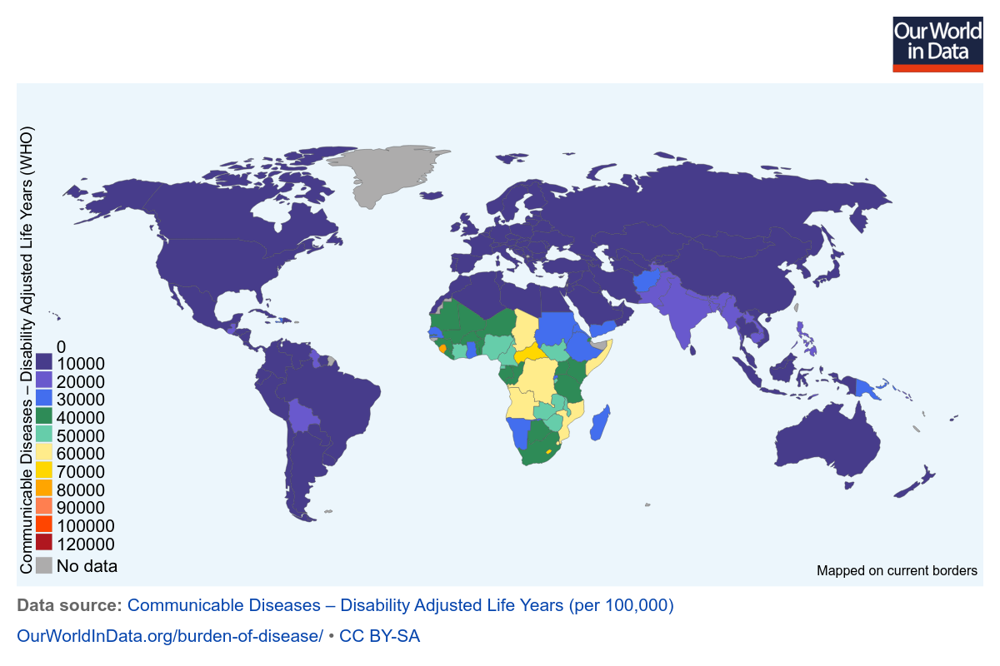 Our World
in Data
Communicable Diseases – Disability Adjusted Life Years (WHO)
0
10000
20000
30000
40000
50000
60000
70000
80000
90000
100000
120000
No data
Mapped on current borders
Data source: Communicable Diseases – Disability Adjusted Life Years (per 100,000)
OurWorldInData.org/burden-of-disease/ • CC BY-SA